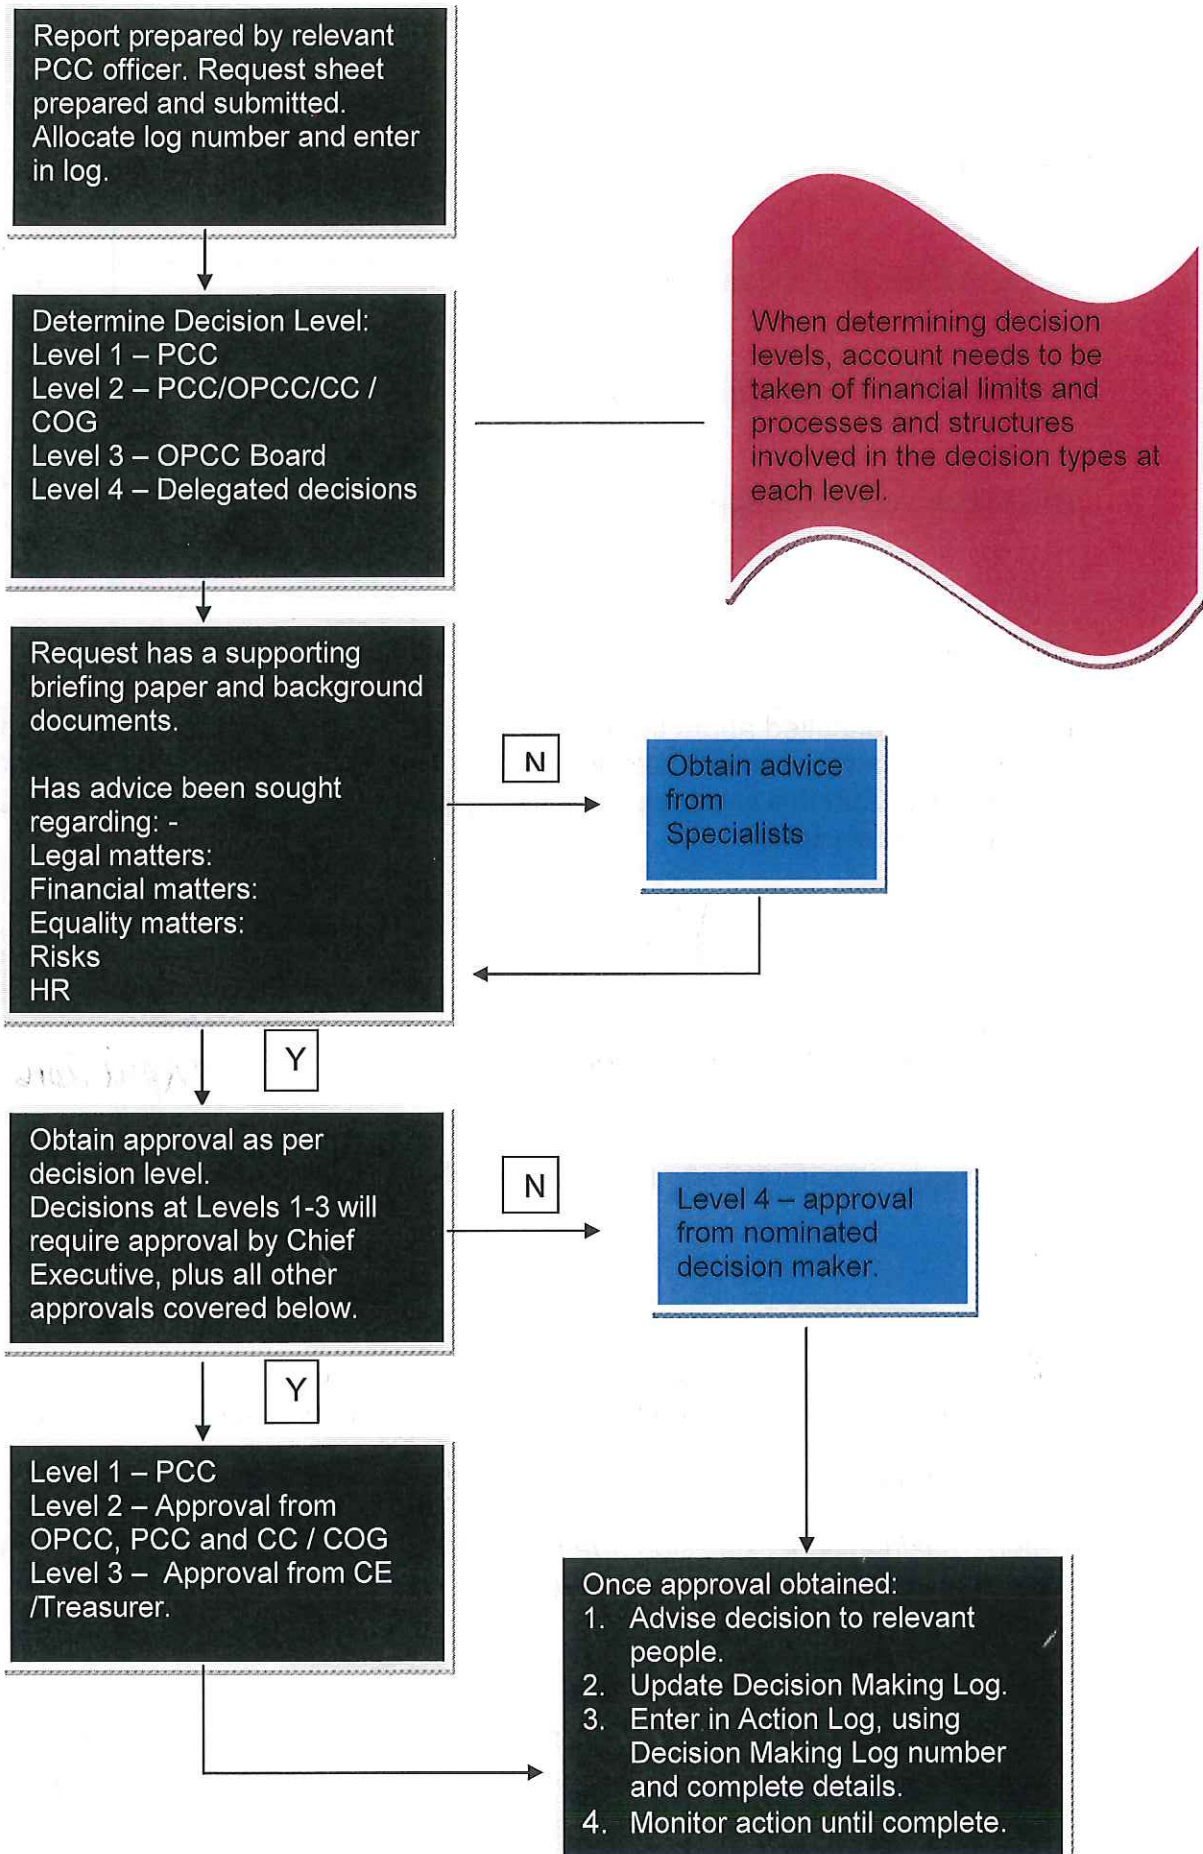 Report prepared by relevant
PCC officer. Request sheet
prepared and submitted.
Allocate log number and enter
in log.
Determine Decision Level:
Level 1 – PCC
Level 2 – PCC/OPCC/CC /
COG
Level 3 – OPCC Board
Level 4 – Delegated decisions
When determining decision
levels, account needs to be
taken of financial limits and
processes and structures
involved in the decision types at
each level.
Request has a supporting
briefing paper and background
documents.
Has advice been sought
regarding: -
Legal matters:
Financial matters:
Equality matters:
Risks
HR
N
Obtain advice
from
Specialists
Y
Obtain approval as per
decision level.
Decisions at Levels 1-3 will
require approval by Chief
Executive, plus all other
approvals covered below.
N
Level 4 – approval
from nominated
decision maker.
Y
Level 1 – PCC
Level 2 – Approval from
OPCC, PCC and CC / COG
Level 3 – Approval from CE
/Treasurer.
Once approval obtained:
1. Advise decision to relevant
people.
2. Update Decision Making Log.
3. Enter in Action Log, using
Decision Making Log number
and complete details.
4. Monitor action until complete.